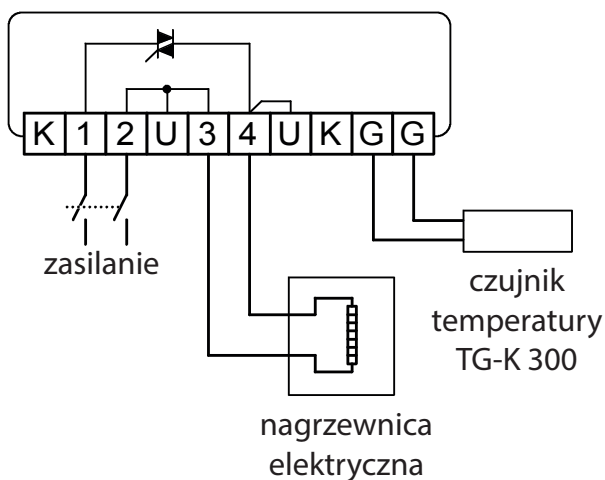 K 1 2 U 3 4 U K G G
zasilanie
czujnik
temperatury
TG-K 300
nagrzewnica
elektryczna